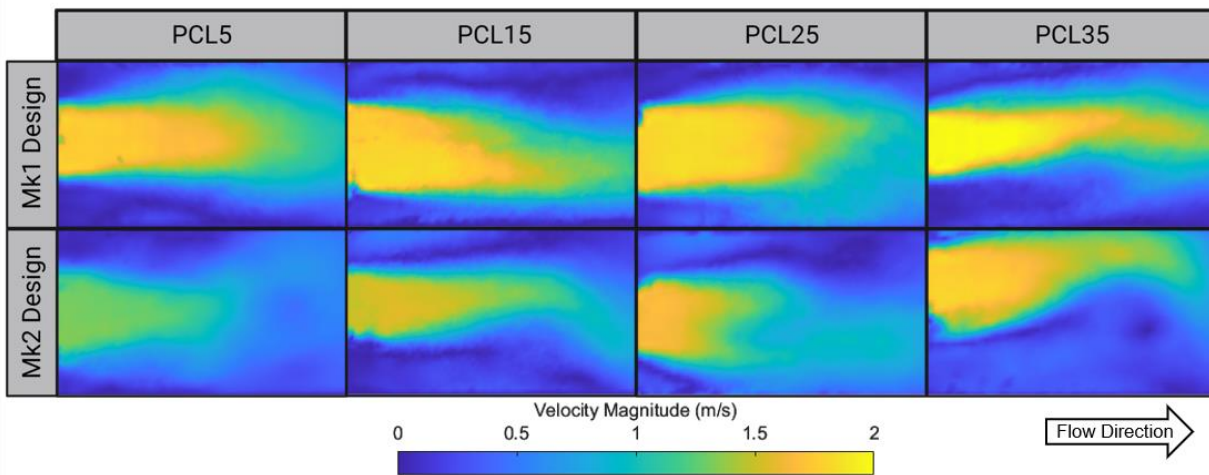 PCL5 PCL15 PCL25 PCL35
Mk1 Design
Mk2 Design
Velocity Magnitude (m/s)
0 0.5 1 1.5 2
Flow Direction